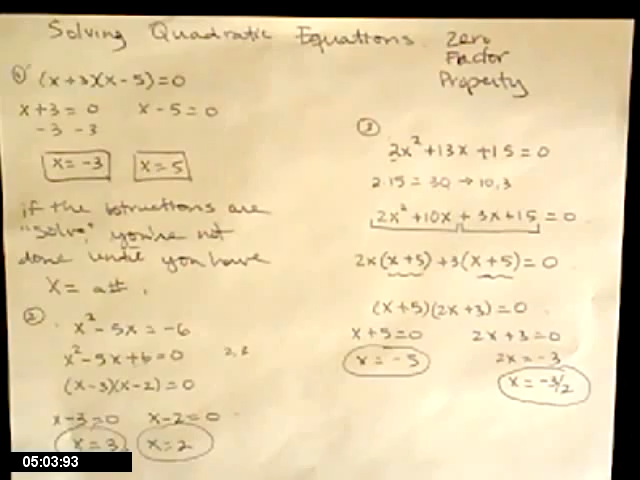 Solving Quadratic Equations
Zero
Factor
Property
① (x+3)(x-5)=0
x+3=0 x-5=0
-3 -3
x=-3 x=5
if the
are
"solve," you're not
done until you have
X = a #.
② x²-5x=-6
x²-5x+6=0
(x-3)(x-2)=0
x-3=0 x-2=0
x=3 x=2
③
2x²+13x+15=0
2·15=30 → 10,3
2x²+10x+3x+15=0
2x(x+5)+3(x+5)=0
(x+5)(2x+3)=0
x+5=0 2x+3=0
x=-5 2x=-3
x=-3/2
05:03:93